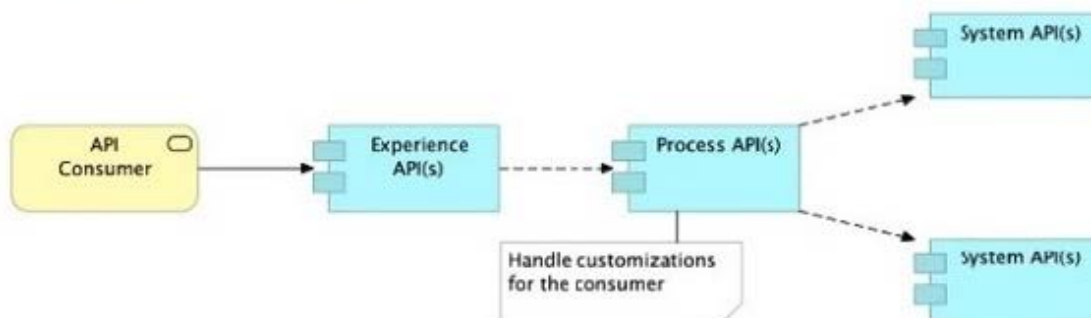 System API(s)
API
Consumer
Experience
API(s)
Process API(s)
Handle customizations
for the consumer
System API(s)